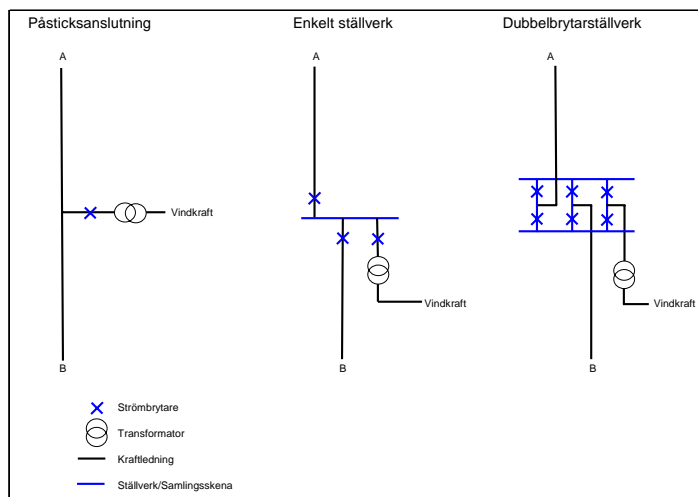 Påsticksanslutning
Enkelt ställverk
Dubbelbrytarställverk
A
A
A
Vindkraft
Vindkraft
Vindkraft
B
B
B
Strömbrytare
Transformator
Kraftledning
Ställverk/Samlingsskena